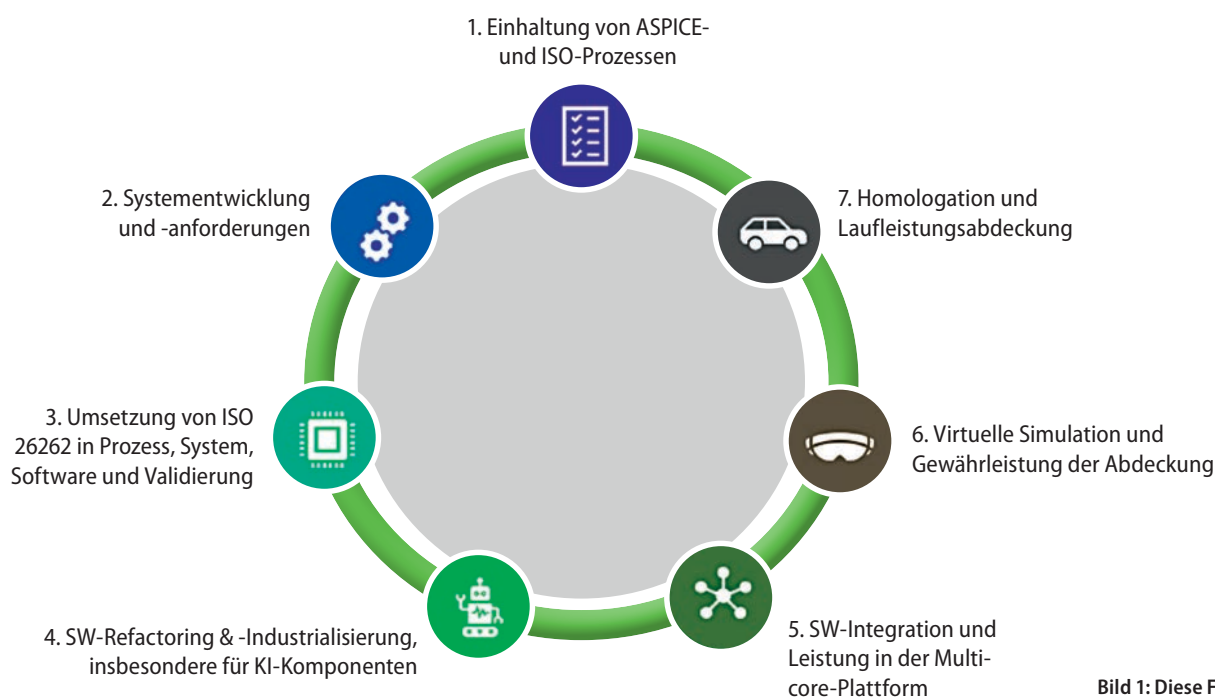 1. Einhaltung von ASPICE-
und ISO-Prozessen
2. Systementwicklung
und -anforderungen
3. Umsetzung von ISO
26262 in Prozess, System,
Software und Validierung
4. SW-Refactoring & -Industrialisierung,
insbesondere für KI-Komponenten
5. SW-Integration und
Leistung in der Multi-
core-Plattform
6. Virtuelle Simulation und
Gewährleistung der Abdeckung
7. Homologation und
Laufleistungsabdeckung
Bild 1: Diese